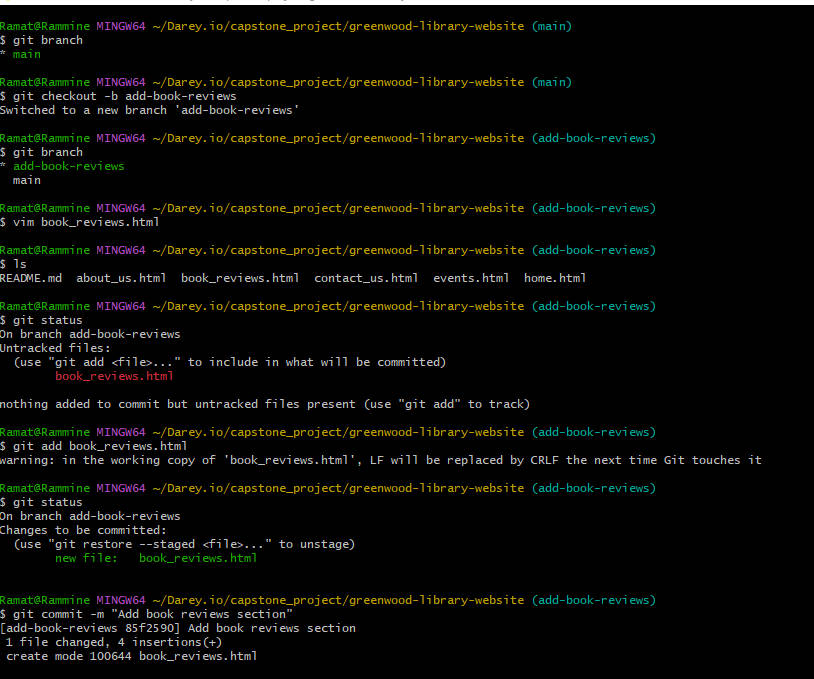 Ramat@Rammine MINGW64 ~/Darey.io/capstone_project/greenwood-library-website (main)
$ git branch
* main
Ramat@Rammine MINGW64 ~/Darey.io/capstone_project/greenwood-library-website (main)
$ git checkout -b add-book-reviews
Switched to a new branch 'add-book-reviews'
Ramat@Rammine MINGW64 ~/Darey.io/capstone_project/greenwood-library-website (add-book-reviews)
$ git branch
* add-book-reviews
  main
Ramat@Rammine MINGW64 ~/Darey.io/capstone_project/greenwood-library-website (add-book-reviews)
$ vim book_reviews.html
Ramat@Rammine MINGW64 ~/Darey.io/capstone_project/greenwood-library-website (add-book-reviews)
$ ls
README.md  about_us.html  book_reviews.html  contact_us.html  events.html  home.html
Ramat@Rammine MINGW64 ~/Darey.io/capstone_project/greenwood-library-website (add-book-reviews)
$ git status
On branch add-book-reviews
Untracked files:
  (use "git add <file>..." to include in what will be committed)
        book_reviews.html
nothing added to commit but untracked files present (use "git add" to track)
Ramat@Rammine MINGW64 ~/Darey.io/capstone_project/greenwood-library-website (add-book-reviews)
$ git add book_reviews.html
warning: in the working copy of 'book_reviews.html', LF will be replaced by CRLF the next time Git touches it
Ramat@Rammine MINGW64 ~/Darey.io/capstone_project/greenwood-library-website (add-book-reviews)
$ git status
On branch add-book-reviews
Changes to be committed:
  (use "git restore --staged <file>..." to unstage)
        new file:   book_reviews.html
Ramat@Rammine MINGW64 ~/Darey.io/capstone_project/greenwood-library-website (add-book-reviews)
$ git commit -m "Add book reviews section"
[add-book-reviews 85f2590] Add book reviews section
 1 file changed, 4 insertions(+)
 create mode 100644 book_reviews.html